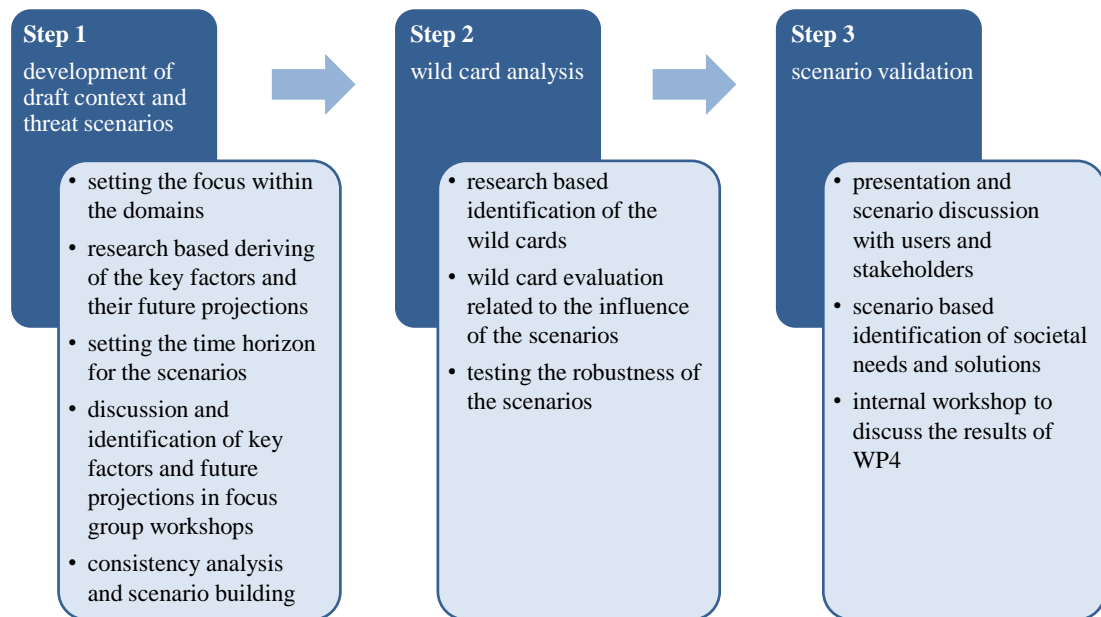 Step 1
development of
draft context and
threat scenarios
• setting the focus within
the domains
• research based deriving
of the key factors and
their future projections
• setting the time horizon
for the scenarios
• discussion and
identification of key
factors and future
projections in focus
group workshops
• consistency analysis
and scenario building
Step 2
wild card analysis
• research based
identification of the
wild cards
• wild card evaluation
related to the influence
of the scenarios
• testing the robustness of
the scenarios
Step 3
scenario validation
• presentation and
scenario discussion
with users and
stakeholders
• scenario based
identification of societal
needs and solutions
• internal workshop to
discuss the results of
WP4